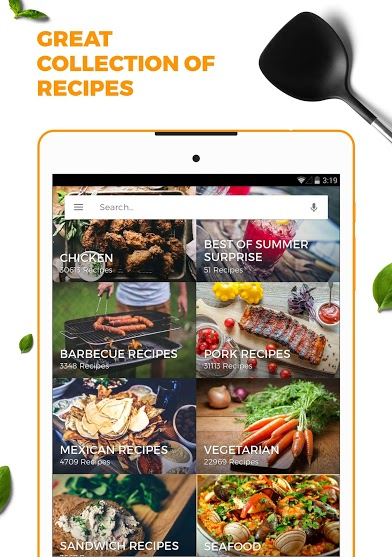 GREAT
COLLECTION OF
RECIPES
3:19
Search...
CHICKEN
30613 Recipes
BEST OF SUMMER
SURPRISE
51 Recipes
BARBECUE RECIPES
3348 Recipes
PORK RECIPES
31113 Recipes
MEXICAN RECIPES
4709 Recipes
VEGETARIAN
22969 Recipes
SANDWICH RECIPES
SEAFOOD